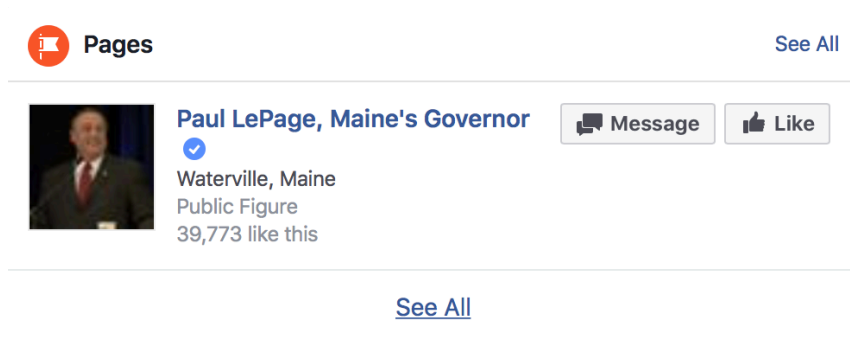 Pages
See All
Paul LePage, Maine's Governor
Message
Like
Waterville, Maine
Public Figure
39,773 like this
See All